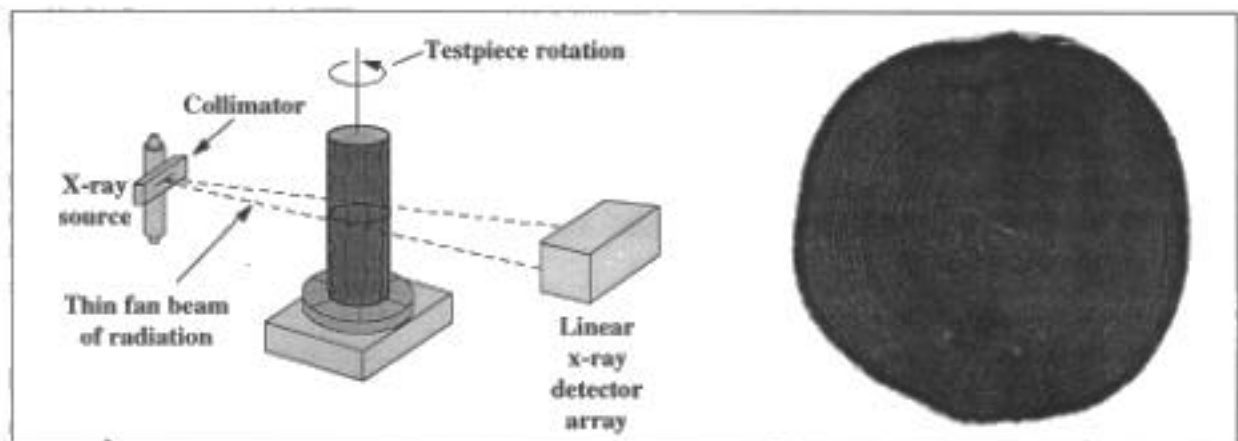 Testpiece rotation
Collimator
X-ray
source
Thin fan beam
of radiation
Linear
x-ray
detector
array